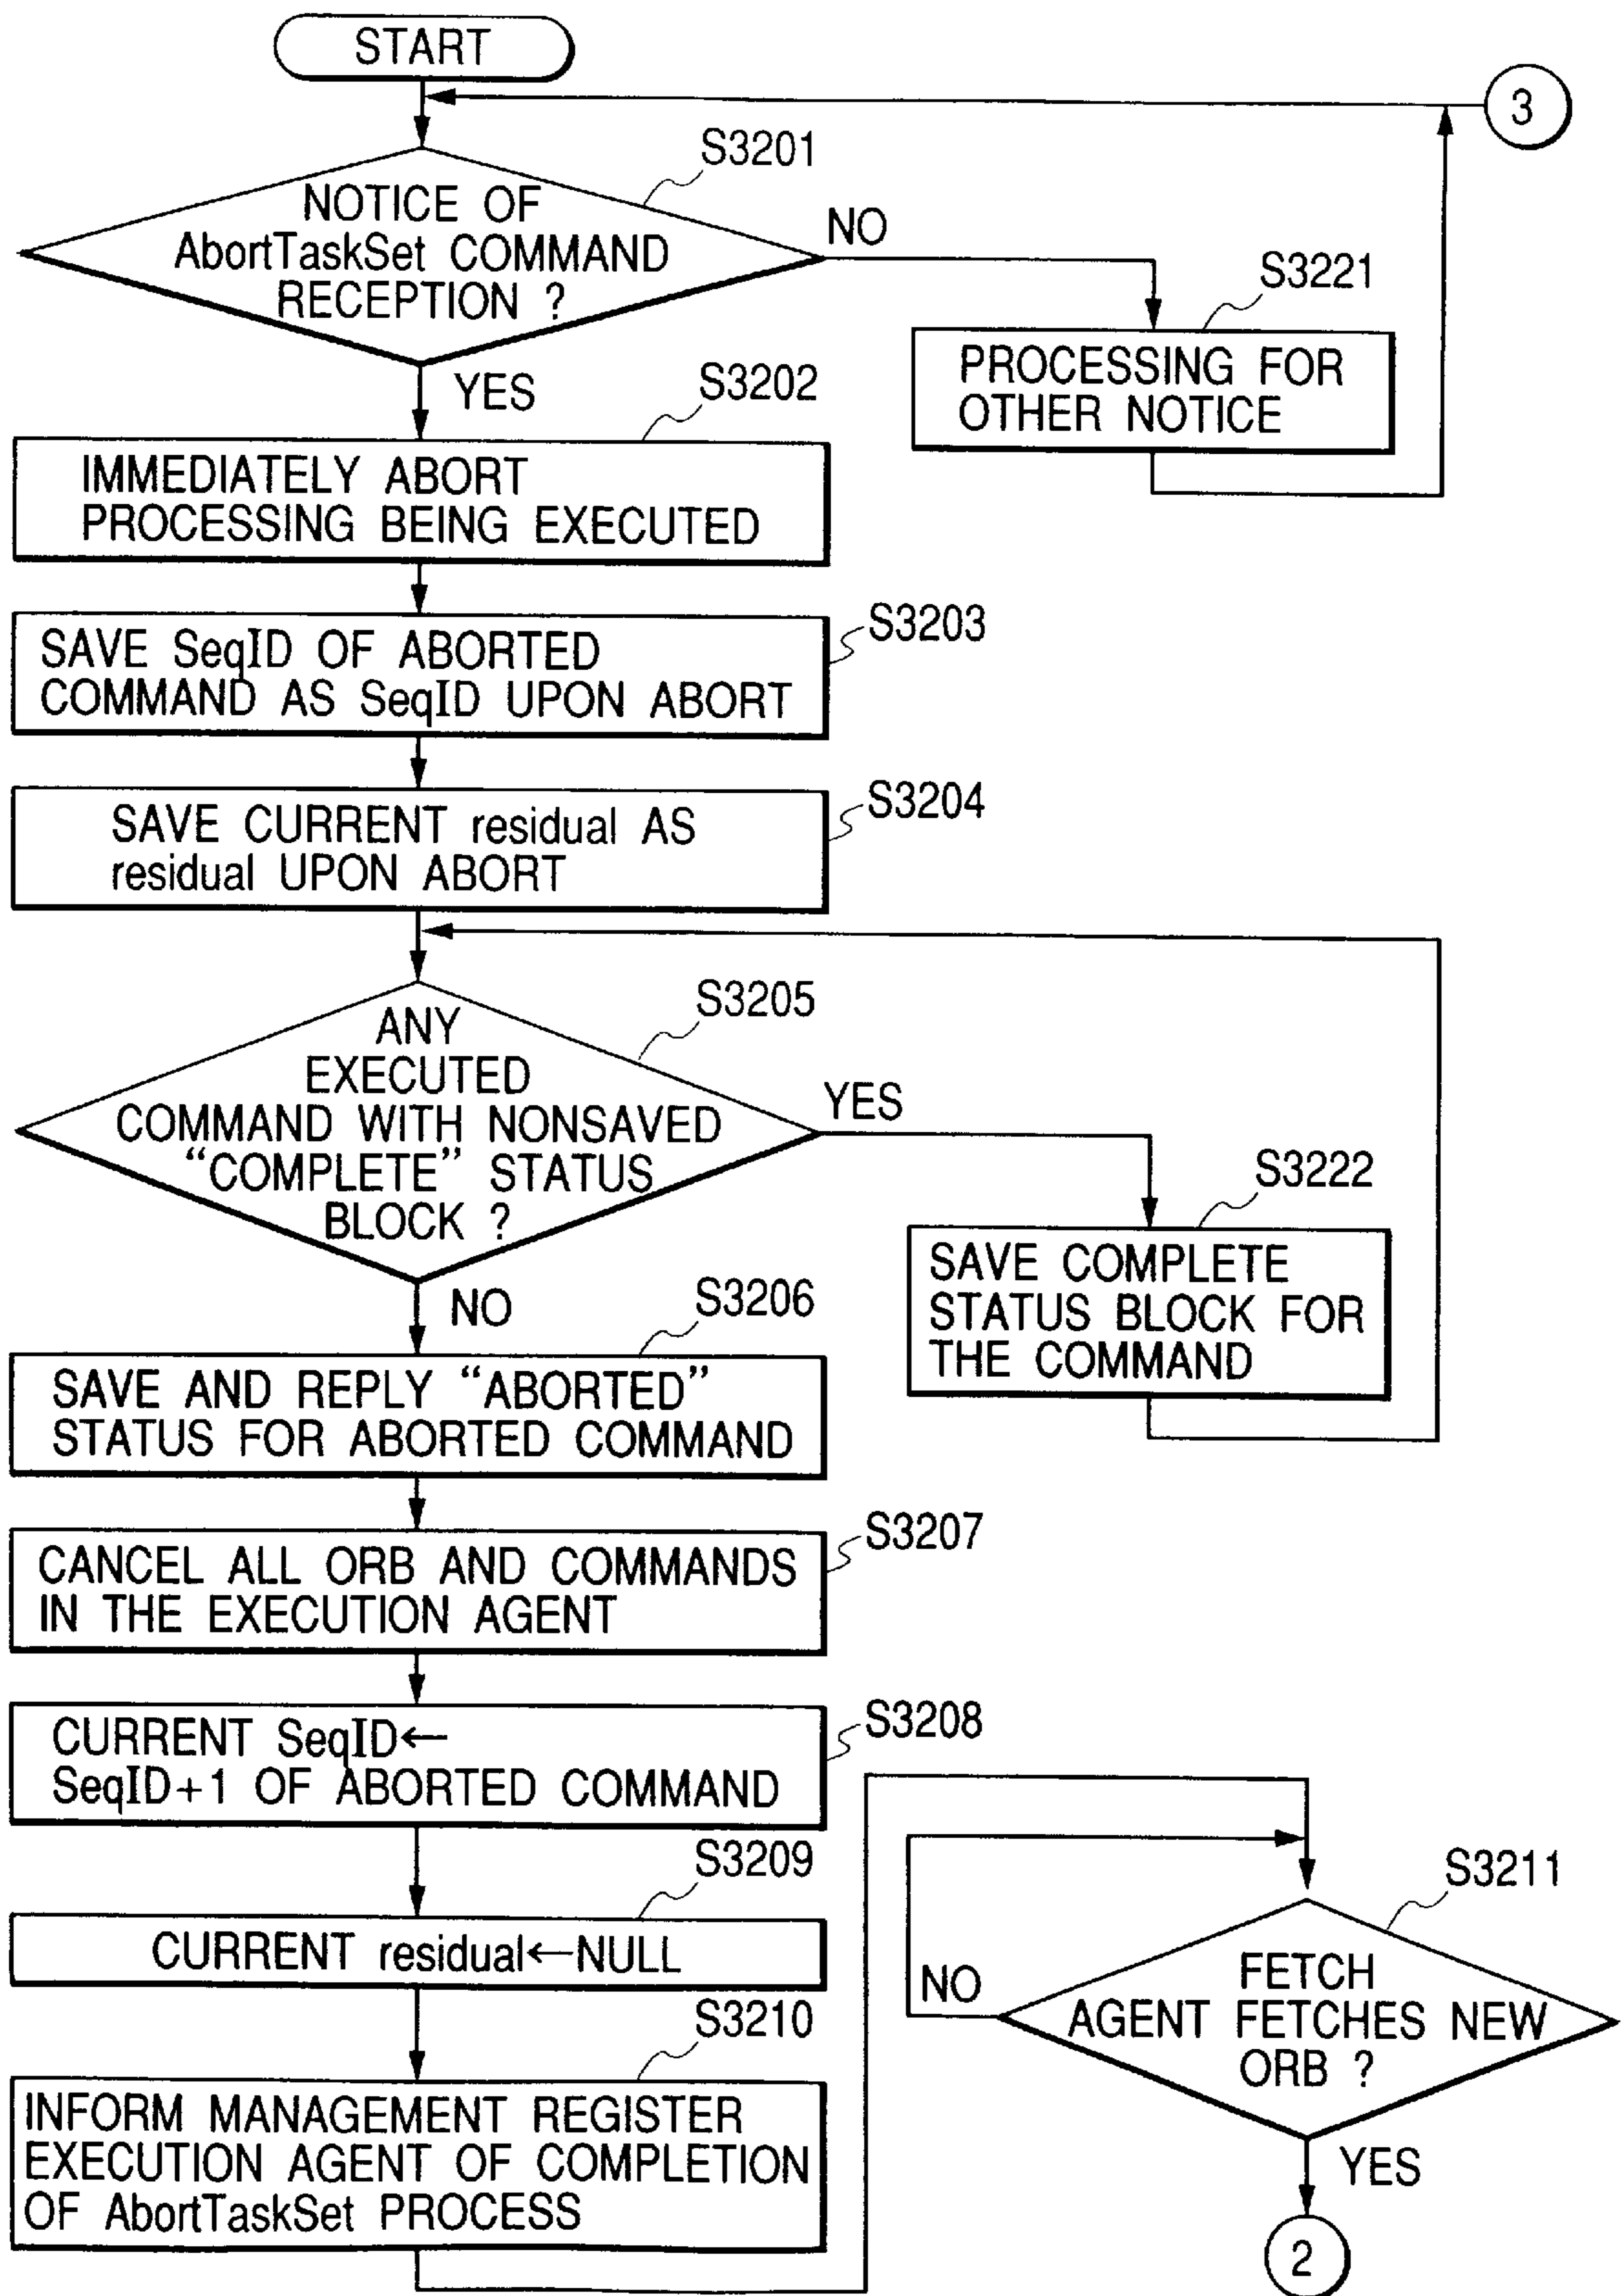 START
3
S3201
NOTICE OF
AbortTaskSet COMMAND
RECEPTION ?
NO
S3221
PROCESSING FOR
OTHER NOTICE
YES
S3202
IMMEDIATELY ABORT
PROCESSING BEING EXECUTED
S3203
SAVE SeqID OF ABORTED
COMMAND AS SeqID UPON ABORT
S3204
SAVE CURRENT residual AS
residual UPON ABORT
S3205
ANY
EXECUTED
COMMAND WITH NONSAVED
“COMPLETE” STATUS
BLOCK ?
YES
S3222
SAVE COMPLETE
STATUS BLOCK FOR
THE COMMAND
NO
S3206
SAVE AND REPLY “ABORTED”
STATUS FOR ABORTED COMMAND
S3207
CANCEL ALL ORB AND COMMANDS
IN THE EXECUTION AGENT
S3208
CURRENT SeqID←
SeqID+1 OF ABORTED COMMAND
S3209
CURRENT residual←NULL
S3210
INFORM MANAGEMENT REGISTER
EXECUTION AGENT OF COMPLETION
OF AbortTaskSet PROCESS
S3211
FETCH
AGENT FETCHES NEW
ORB ?
NO
YES
2